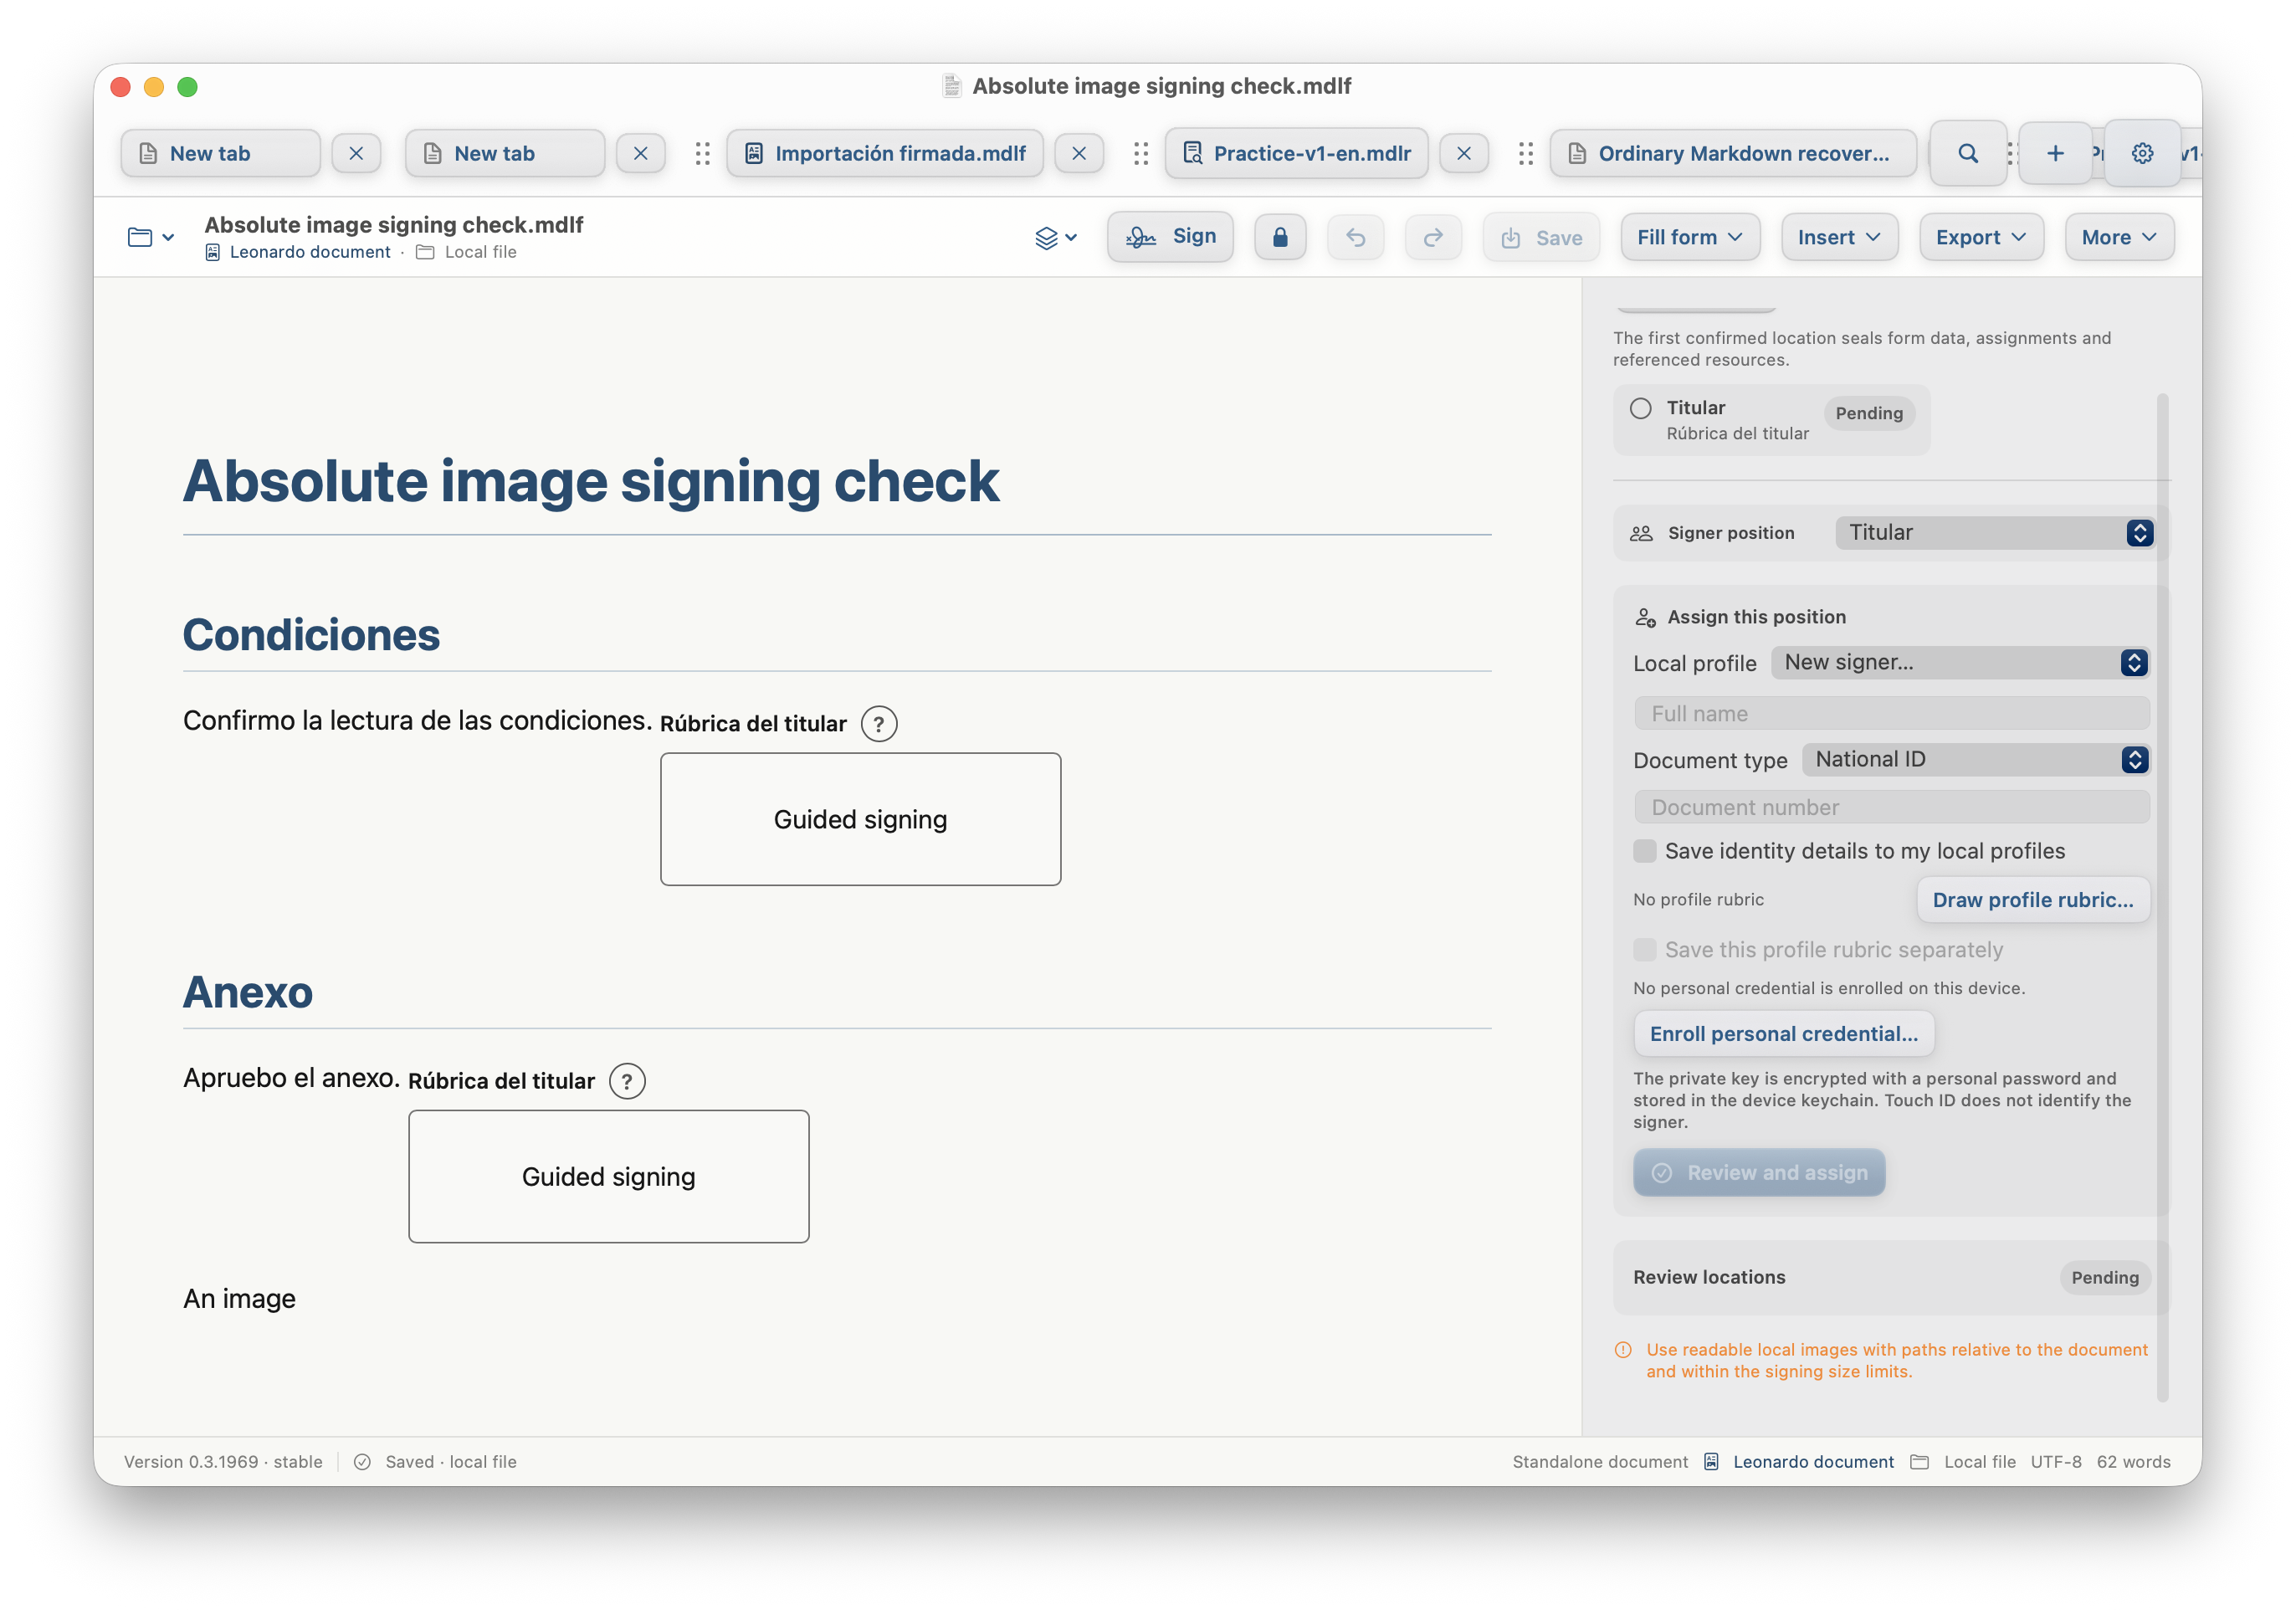 Absolute image signing check.mdlf
New tab
New tab
Importación firmada.mdlf
Practice-v1-en.mdlr
Ordinary Markdown recover...
Absolute image signing check.mdlf
Leonardo document · Local file
Sign
Save
Fill form
Insert
Export
More
Absolute image signing check
Condiciones
Confirmo la lectura de las condiciones. Rúbrica del titular ?
Guided signing
Anexo
Apruebo el anexo. Rúbrica del titular ?
Guided signing
An image
The first confirmed location seals form data, assignments and
referenced resources.
Titular
Rúbrica del titular
Pending
Signer position
Titular
Assign this position
Local profile
New signer...
Full name
Document type
National ID
Document number
Save identity details to my local profiles
No profile rubric
Draw profile rubric...
Save this profile rubric separately
No personal credential is enrolled on this device.
Enroll personal credential...
The private key is encrypted with a personal password and
stored in the device keychain. Touch ID does not identify the
signer.
Review and assign
Review locations
Pending
Use readable local images with paths relative to the document
and within the signing size limits.
Version 0.3.1969 · stable
Saved · local file
Standalone document
Leonardo document
Local file
UTF-8
62 words